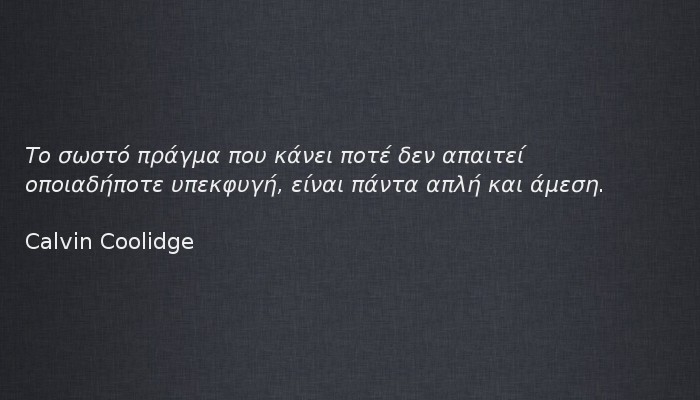 Το σωστό πράγμα που κάνει ποτέ δεν απαιτεί
οποιαδήποτε υπεκφυγή, είναι πάντα απλή και άμεση.
Calvin Coolidge